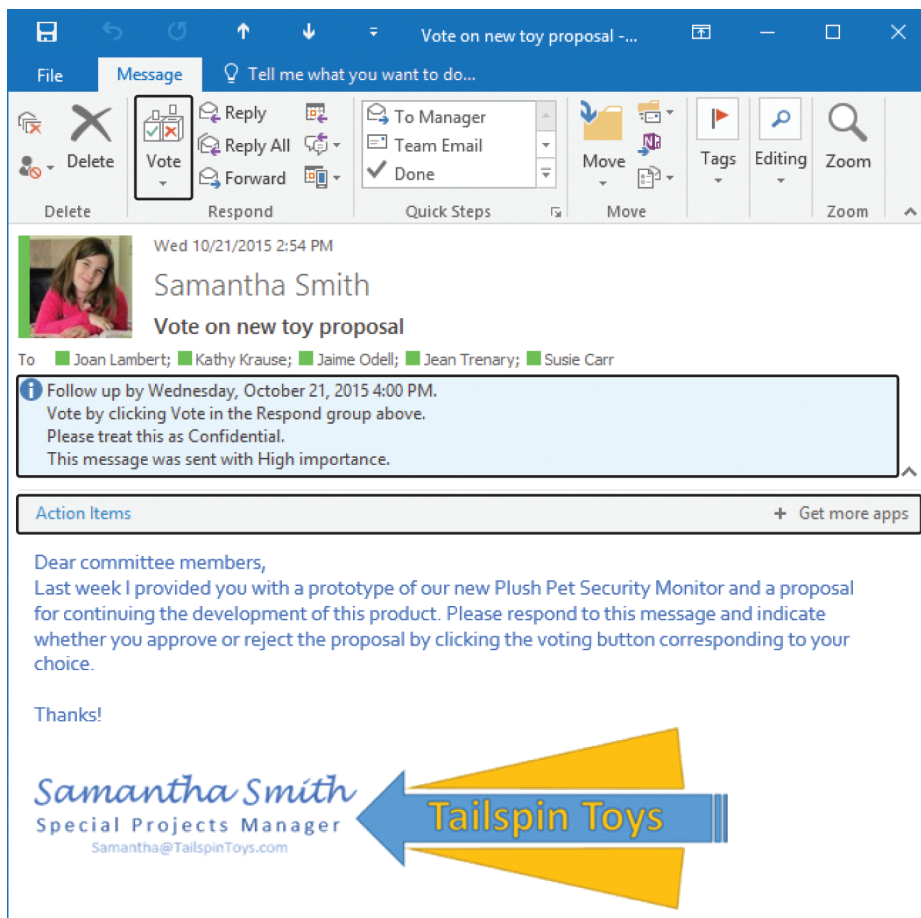 Vote on new toy proposal -...
File Message Tell me what you want to do...
Delete
Vote
Reply
Reply All
Forward
To Manager
Team Email
Done
Move
Tags
Editing
Zoom
Delete Respond Quick Steps Move Zoom
Wed 10/21/2015 2:54 PM
Samantha Smith
Vote on new toy proposal
To Joan Lambert; Kathy Krause; Jaime Odell; Jean Trenary; Susie Carr
Follow up by Wednesday, October 21, 2015 4:00 PM.
Vote by clicking Vote in the Respond group above.
Please treat this as Confidential.
This message was sent with High importance.
Action Items + Get more apps
Dear committee members,
Last week I provided you with a prototype of our new Plush Pet Security Monitor and a proposal
for continuing the development of this product. Please respond to this message and indicate
whether you approve or reject the proposal by clicking the voting button corresponding to your
choice.
Thanks!
Samantha Smith
Special Projects Manager
Samantha@TailspinToys.com
Tailspin Toys